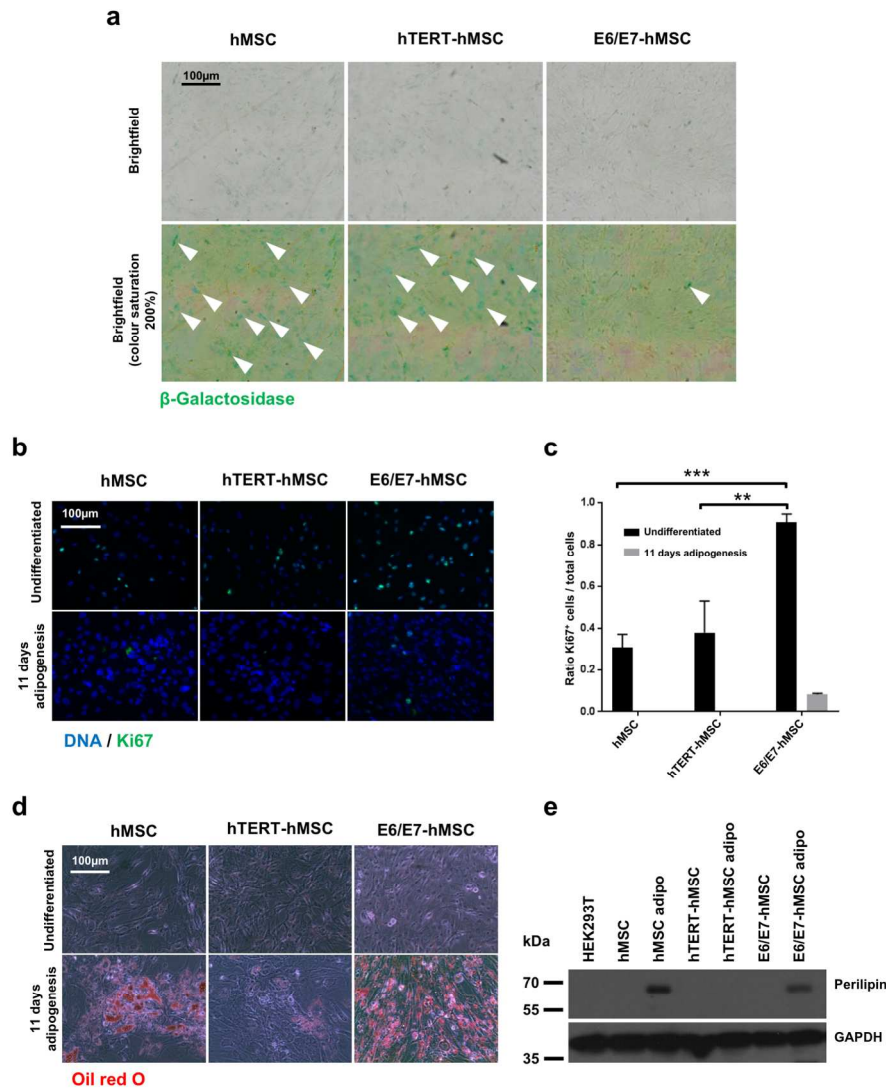 a
hMSC hTERT-hMSC E6/E7-hMSC
100µm
Brightfield
Brightfield
(colour saturation
200%)
β-Galactosidase
b
hMSC hTERT-hMSC E6/E7-hMSC
100µm
Undifferentiated
11 days
adipogenesis
DNA / Ki67
c
***
**
Undifferentiated
11 days adipogenesis
Ratio Ki67⁺ cells / total cells
1.0
0.8
0.6
0.4
0.2
0.0
hMSC
hTERT-hMSC
E6/E7-hMSC
d
hMSC hTERT-hMSC E6/E7-hMSC
100µm
Undifferentiated
11 days
adipogenesis
Oil red O
e
HEK293T
hMSC
hMSC adipo
hTERT-hMSC
hTERT-hMSC adipo
E6/E7-hMSC
E6/E7-hMSC adipo
kDa
70
55
35
Perilipin
GAPDH